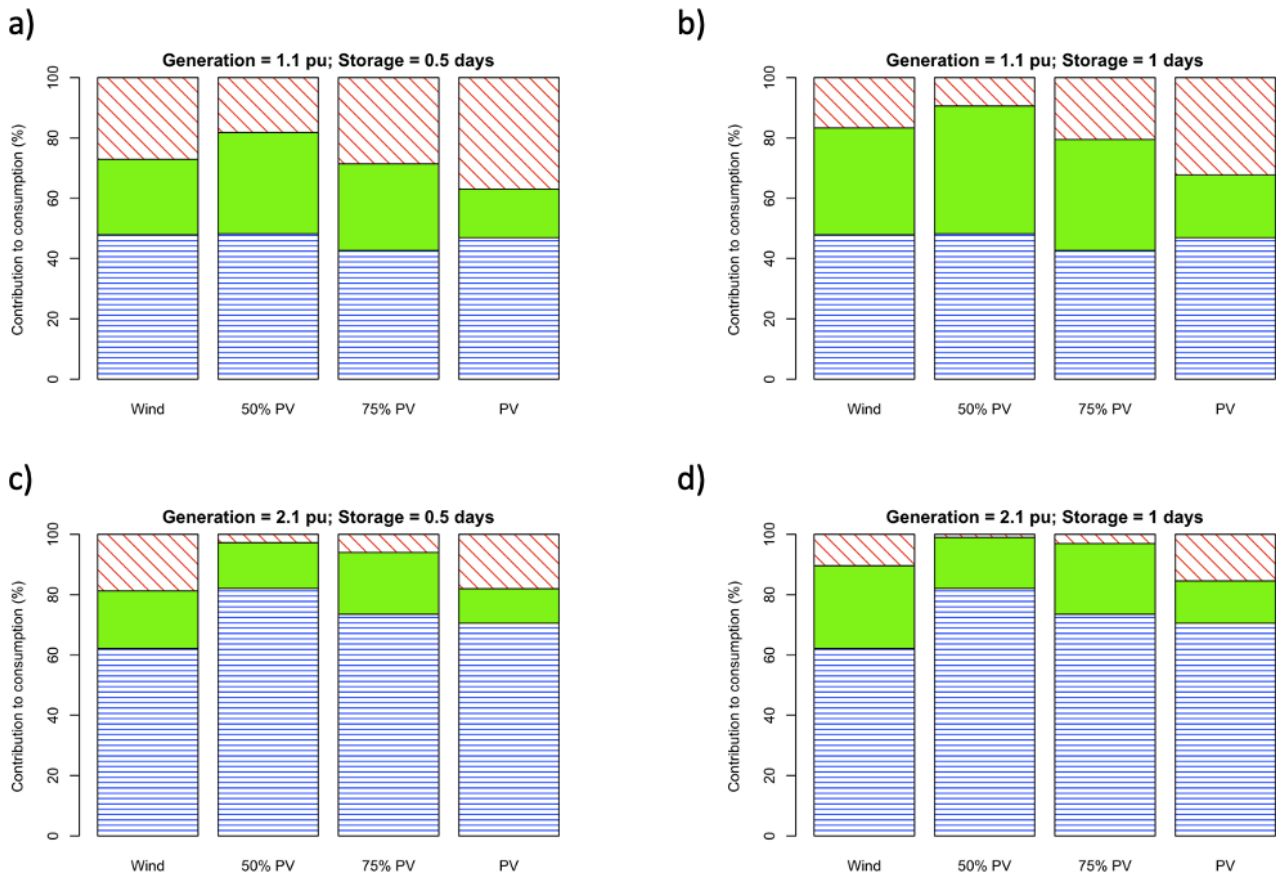 a)
Generation = 1.1 pu; Storage = 0.5 days
Contribution to consumption (%)
0 20 40 60 80 100
Wind 50% PV 75% PV PV
b)
Generation = 1.1 pu; Storage = 1 days
Contribution to consumption (%)
0 20 40 60 80 100
Wind 50% PV 75% PV PV
c)
Generation = 2.1 pu; Storage = 0.5 days
Contribution to consumption (%)
0 20 40 60 80 100
Wind 50% PV 75% PV PV
d)
Generation = 2.1 pu; Storage = 1 days
Contribution to consumption (%)
0 20 40 60 80 100
Wind 50% PV 75% PV PV